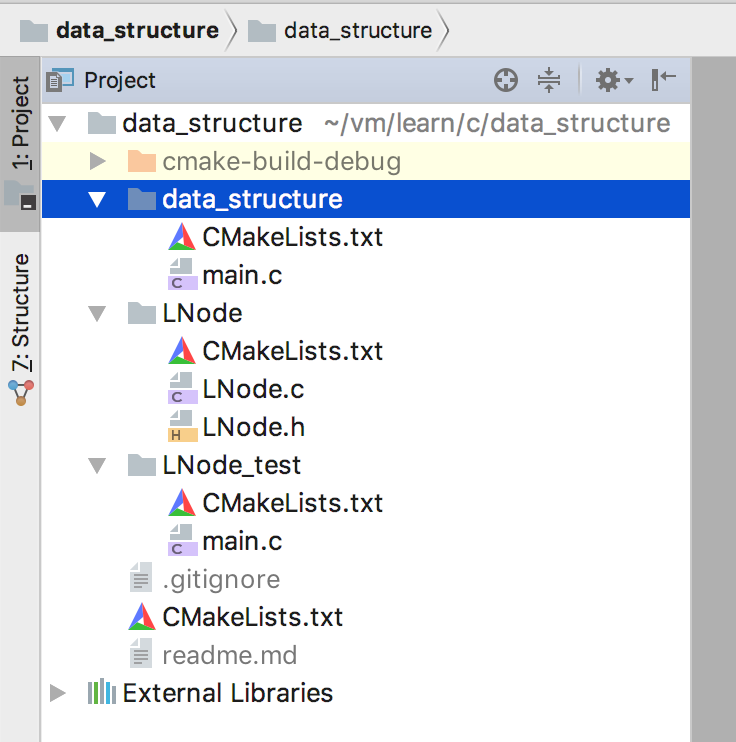 data_structure data_structure
1: Project
Project
data_structure ~/vm/learn/c/data_structure
cmake-build-debug
data_structure
CMakeLists.txt
C main.c
LNode
CMakeLists.txt
C LNode.c
H LNode.h
LNode_test
CMakeLists.txt
C main.c
.gitignore
CMakeLists.txt
readme.md
External Libraries
7: Structure